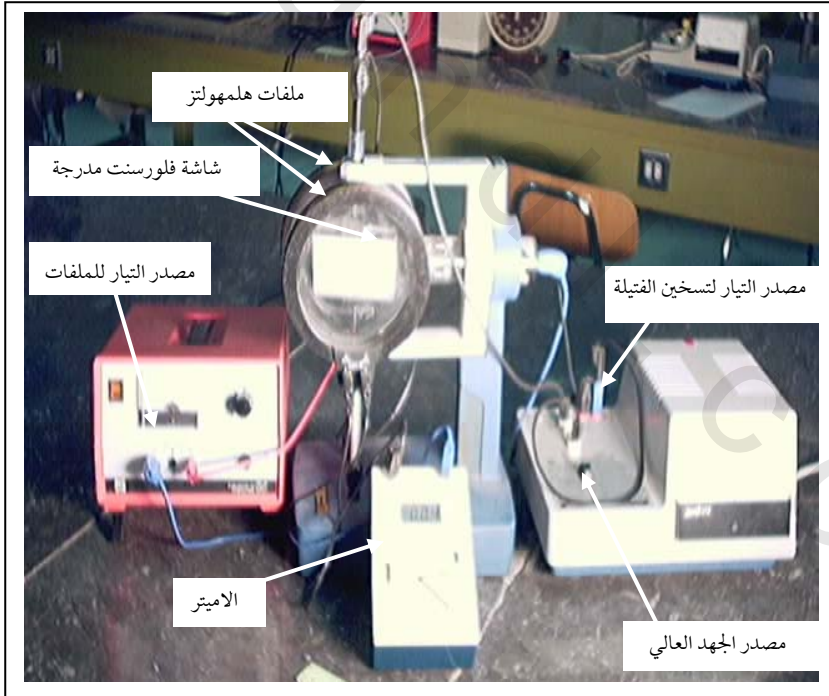 ملفات هلمهولتز
شاشة فلورسنت مدرجة
مصدر التيار للملفات
مصدر التيار لتسخين الفتيلة
الاميتر
مصدر الجهد العالي